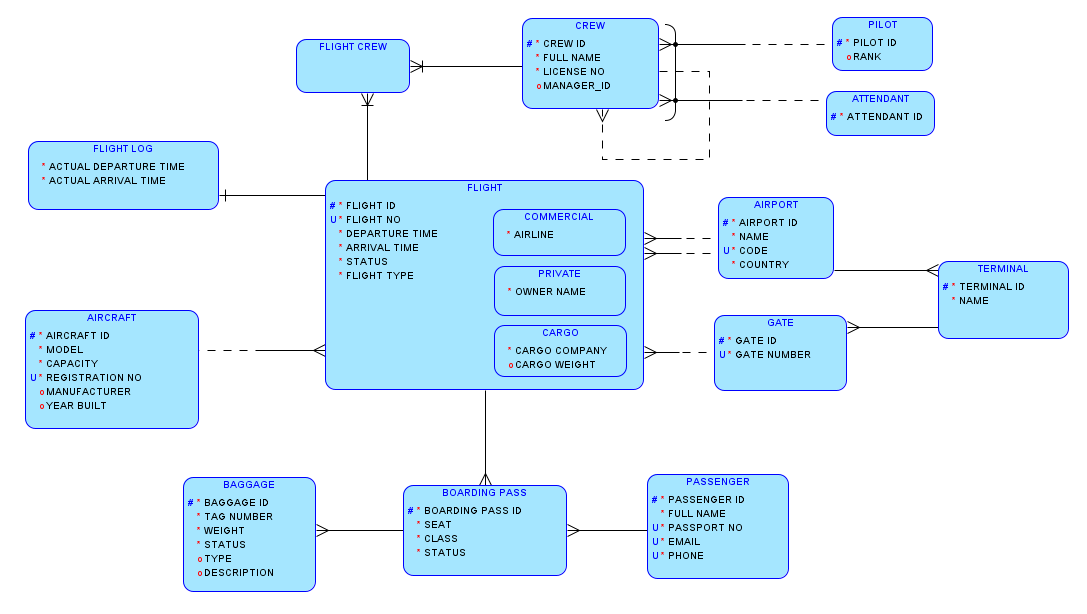 FLIGHT CREW
CREW
# * CREW ID
* FULL NAME
* LICENSE NO
o MANAGER_ID
PILOT
# * PILOT ID
o RANK
ATTENDANT
# * ATTENDANT ID
FLIGHT LOG
* ACTUAL DEPARTURE TIME
* ACTUAL ARRIVAL TIME
FLIGHT
# * FLIGHT ID
U * FLIGHT NO
* DEPARTURE TIME
* ARRIVAL TIME
* STATUS
* FLIGHT TYPE
COMMERCIAL
* AIRLINE
PRIVATE
* OWNER NAME
CARGO
* CARGO COMPANY
o CARGO WEIGHT
AIRPORT
# * AIRPORT ID
* NAME
U * CODE
* COUNTRY
TERMINAL
# * TERMINAL ID
* NAME
GATE
# * GATE ID
U * GATE NUMBER
AIRCRAFT
# * AIRCRAFT ID
* MODEL
* CAPACITY
U * REGISTRATION NO
o MANUFACTURER
o YEAR BUILT
BAGGAGE
# * BAGGAGE ID
* TAG NUMBER
* WEIGHT
* STATUS
o TYPE
o DESCRIPTION
BOARDING PASS
# * BOARDING PASS ID
* SEAT
* CLASS
* STATUS
PASSENGER
# * PASSENGER ID
* FULL NAME
U * PASSPORT NO
U * EMAIL
U * PHONE